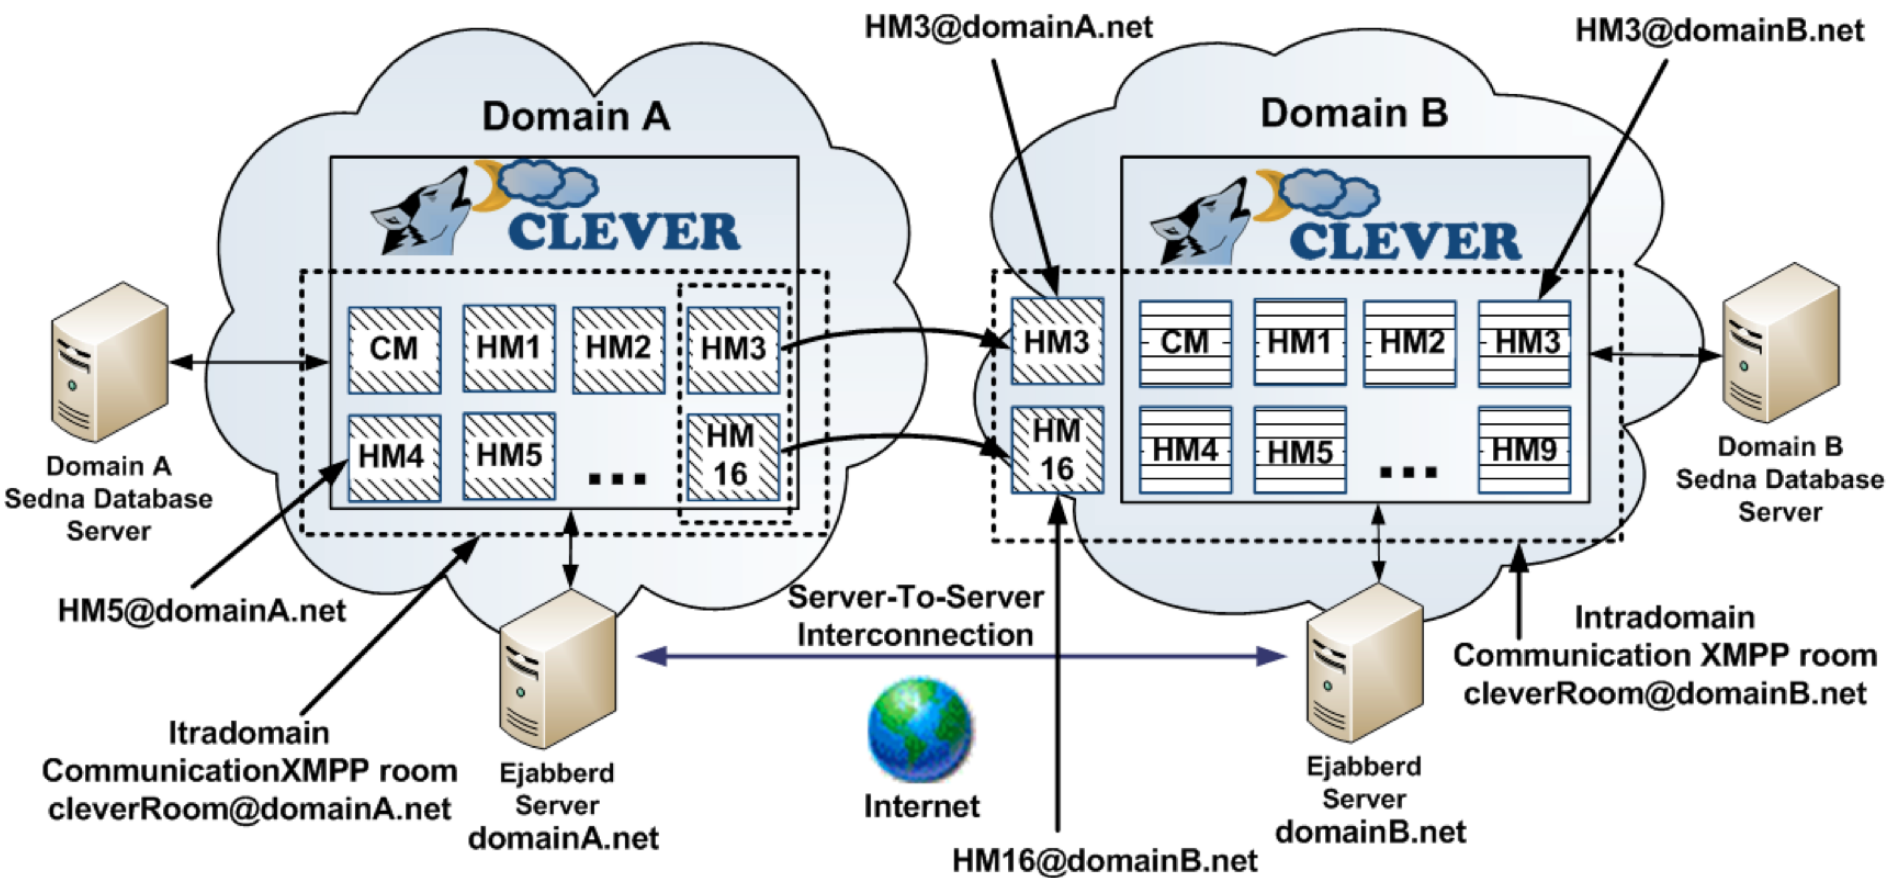 HM3@domainA.net
HM3@domainB.net
Domain A
Domain B
CLEVER
CLEVER
CM
HM1
HM2
HM3
HM4
HM5
...
HM
16
HM3
HM
16
CM
HM1
HM2
HM3
HM4
HM5
...
HM9
Domain A
Sedna Database
Server
Domain B
Sedna Database
Server
HM5@domainA.net
Server-To-Server
Interconnection
Intradomain
Communication XMPP room
cleverRoom@domainB.net
Itradomain
CommunicationXMPP room
cleverRoom@domainA.net
Ejabberd
Server
domainA.net
Internet
Ejabberd
Server
domainB.net
HM16@domainB.net